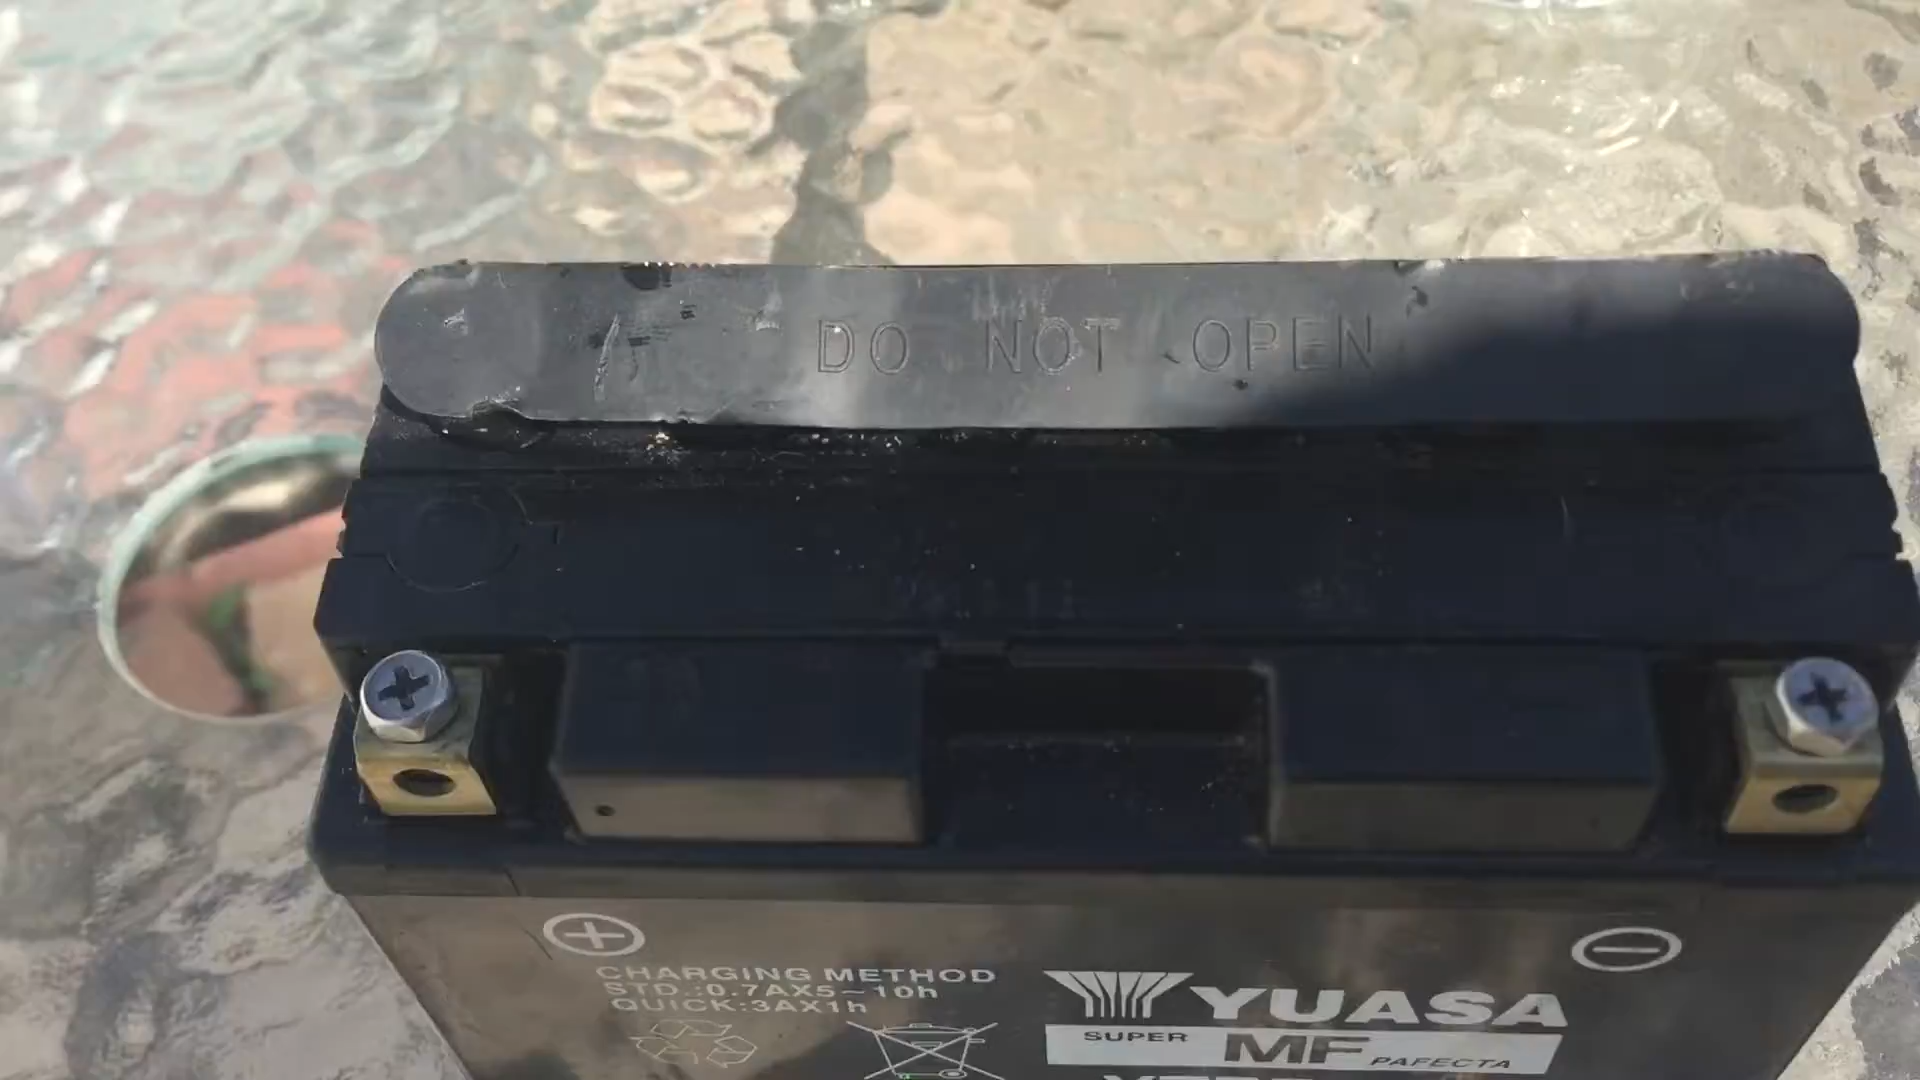 DO NOT OPEN
CHARGING METHOD
STD.:0.7AX5~10h
QUICK:3AX1h
YUASA
SUPER MF PAFECTA